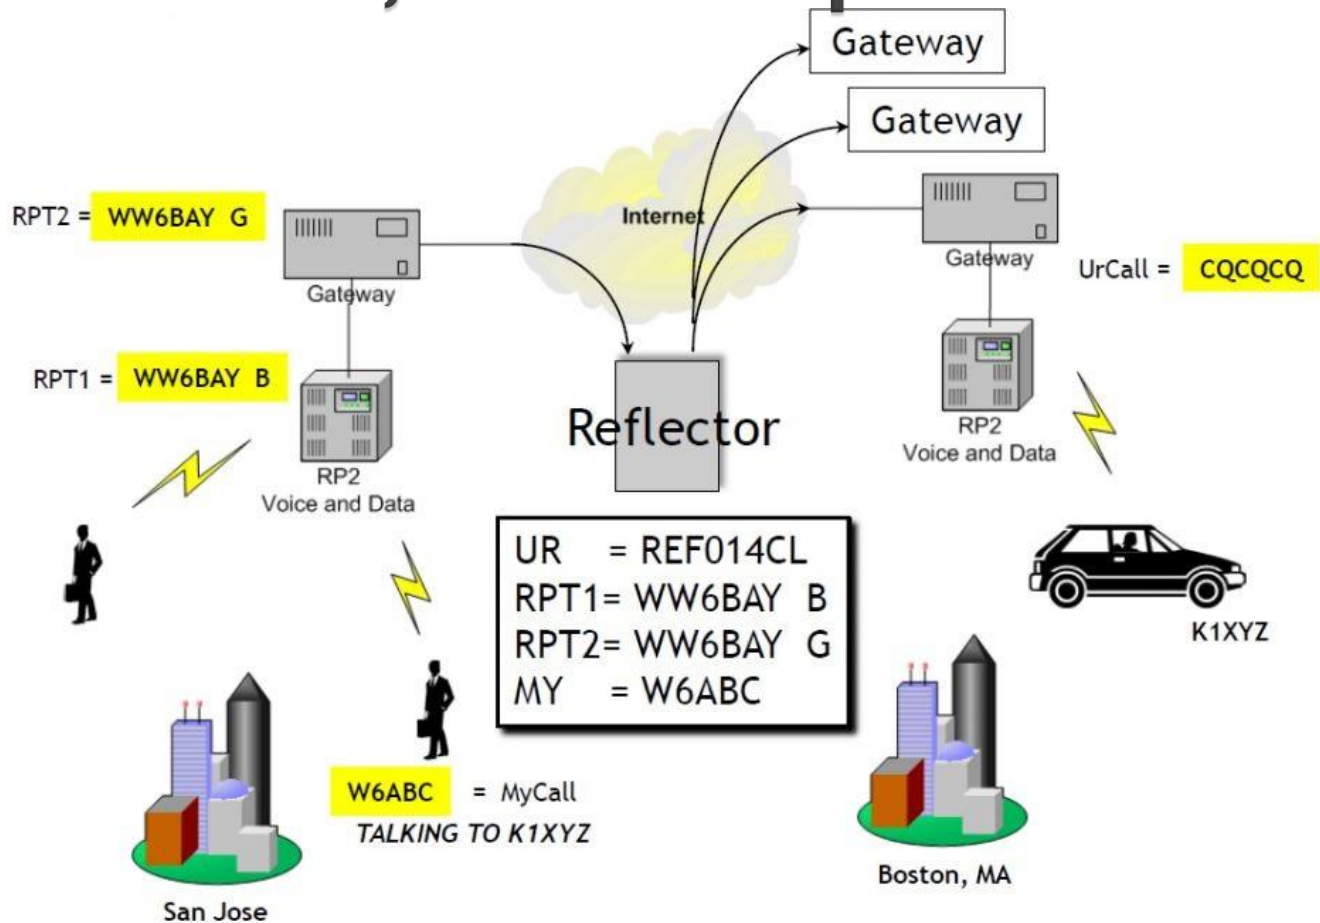 Gateway
Gateway
RPT2 = WW6BAY G
Internet
Gateway
Gateway
UrCall = CQCQCQ
RPT1 = WW6BAY B
Reflector
RP2
Voice and Data
RP2
Voice and Data
UR = REF014CL
RPT1= WW6BAY B
RPT2= WW6BAY G
MY = W6ABC
K1XYZ
W6ABC = MyCall
TALKING TO K1XYZ
San Jose
Boston, MA